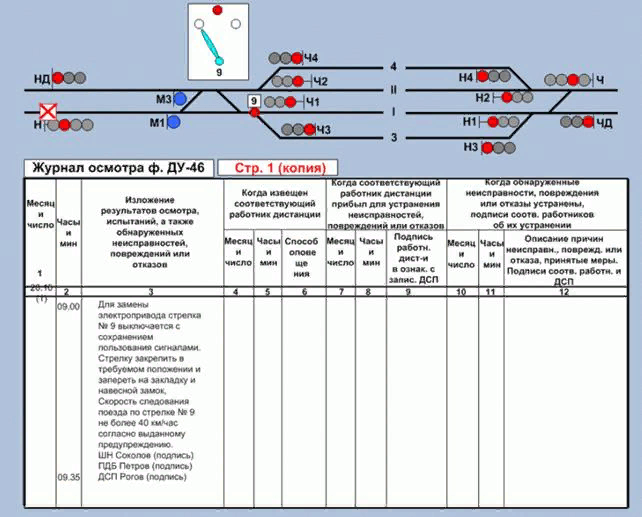 9
НД
М3
М1
Н
Ч4
Ч2
9
Ч1
Ч3
4
II
I
3
Н4
Н2
Н1
Н3
Ч
ЧД
Журнал осмотра ф. ДУ-46
Стр. 1 (копия)
Месяц
и
число
1
Часы
и
мин
2
Изложение
результатов осмотра,
испытаний, а также
обнаруженных
неисправностей,
повреждений или
отказов
3
Когда извещен
соответствующий
работник дистанции
Месяц
и
число
4
Часы
и
мин
5
Способ
опове
ще
ния
6
Когда соответствующий
работник дистанции
прибыл для устранения
неисправностей,
повреждений или отказов
Месяц
и
число
7
Часы
и
мин
8
Подпись
работн.
дист-и
в ознак. с
запис. ДСП
9
Когда обнаруженные
неисправности, повреждения
или отказы устранены,
подписи соотв. работников
об их устранении
Месяц
и
число
10
Часы
и
мин
11
Описание причин
неисправн., поврежд. или
отказа, принятые меры.
Подписи соотв. работн. и
ДСП
12
20.10
(1)
09.00
Для замены
электропривода стрелка
№ 9 выключается с
сохранением
пользования сигналами.
Стрелку закрепить в
требуемом положении и
запереть на закладку и
навесной замок,
Скорость следования
поезда по стрелке № 9
не более 40 км/час
согласно выданному
предупреждению.
ШН Соколов (подпись)
ПДБ Петров (подпись)
09.35
ДСП Рогов (подпись)